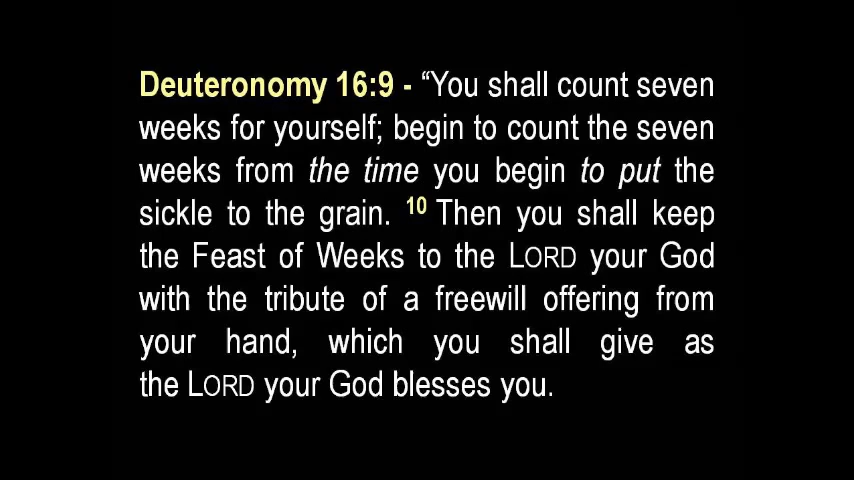 Deuteronomy 16:9 - “You shall count seven
weeks for yourself; begin to count the seven
weeks from the time you begin to put the
sickle to the grain. 10 Then you shall keep
the Feast of Weeks to the LORD your God
with the tribute of a freewill offering from
your hand, which you shall give as
the LORD your God blesses you.